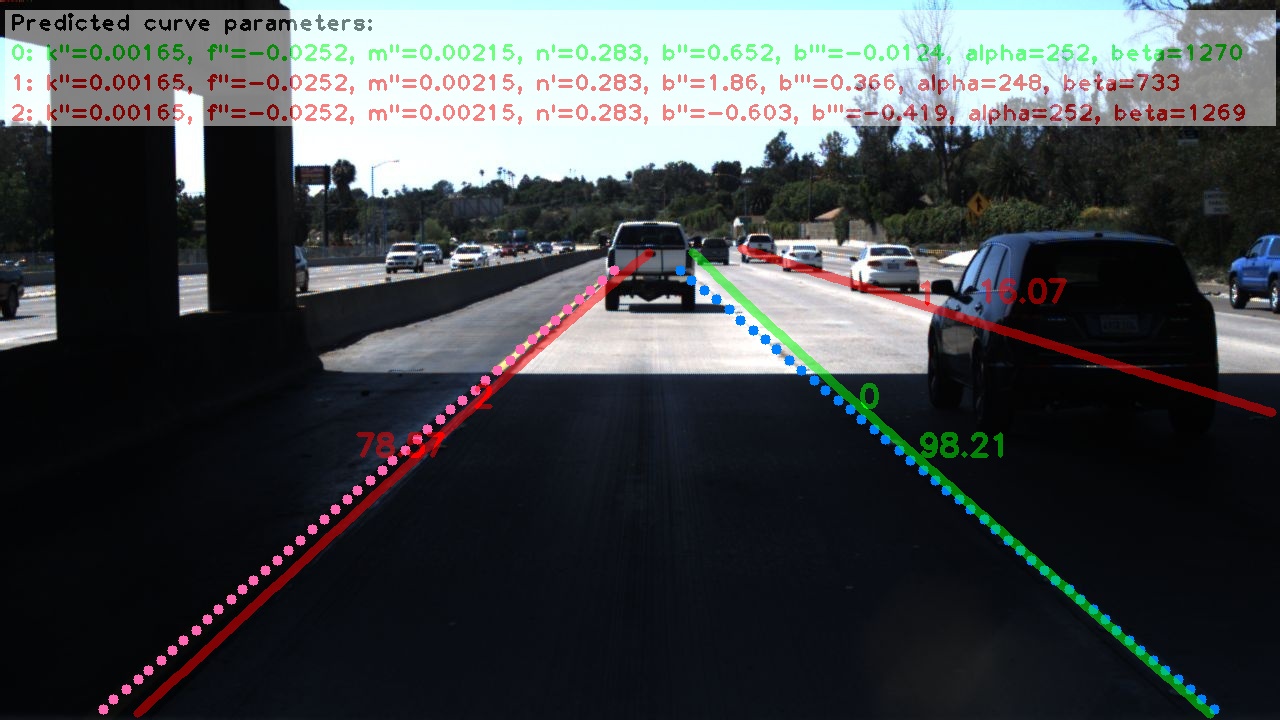 Predicted curve parameters:
0: k''=0.00165, f''=-0.0252, m''=0.00215, n'=0.283, b''=0.652, b'''=-0.0124, alpha=252, beta=1270
1: k''=0.00165, f''=-0.0252, m''=0.00215, n'=0.283, b''=1.86, b'''=0.366, alpha=248, beta=733
2: k''=0.00165, f''=-0.0252, m''=0.00215, n'=0.283, b''=-0.603, b'''=-0.419, alpha=252, beta=1269
1 16.07
2 0
78.57 98.21